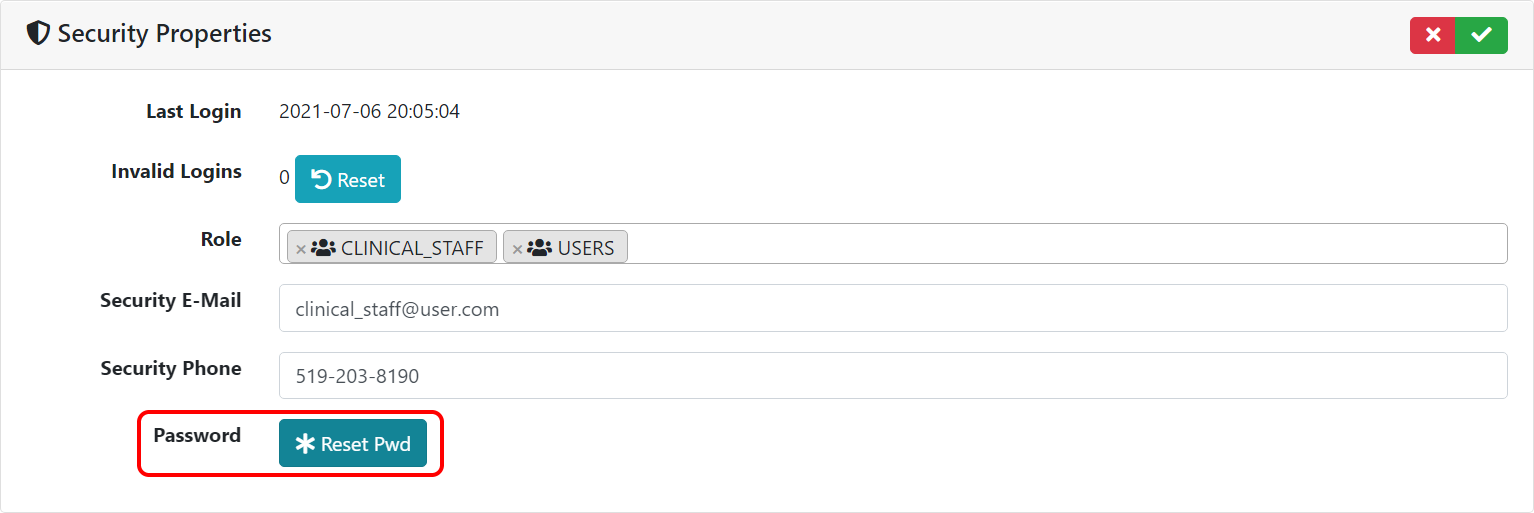 Security Properties
Last Login 2021-07-06 20:05:04
Invalid Logins 0 Reset
Role × CLINICAL_STAFF × USERS
Security E-Mail clinical_staff@user.com
Security Phone 519-203-8190
Password Reset Pwd